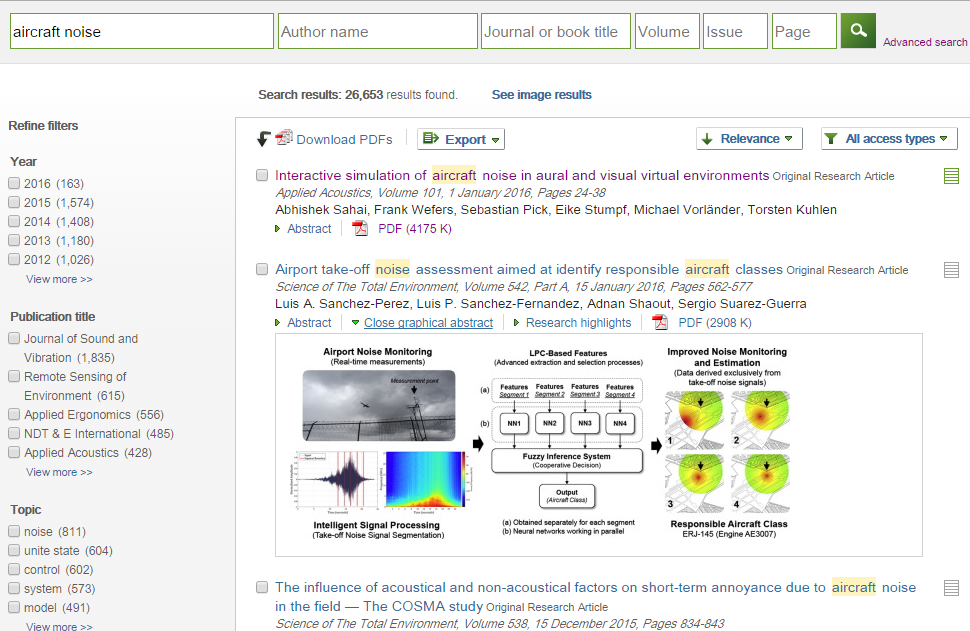 aircraft noise
Author name
Journal or book title
Volume
Issue
Page
Advanced search
Search results: 26,653 results found.
See image results
Refine filters
Year
2016 (163)
2015 (1,574)
2014 (1,408)
2013 (1,180)
2012 (1,026)
View more >>
Publication title
Journal of Sound and
Vibration (1,835)
Remote Sensing of
Environment (615)
Applied Ergonomics (556)
NDT & E International (485)
Applied Acoustics (428)
View more >>
Topic
noise (811)
unite state (604)
control (602)
system (573)
model (491)
View more >>
Download PDFs
Export
Relevance
All access types
Interactive simulation of aircraft noise in aural and visual virtual environments Original Research Article
Applied Acoustics, Volume 101, 1 January 2016, Pages 24-38
Abhishek Sahai, Frank Wefers, Sebastian Pick, Eike Stumpf, Michael Vorländer, Torsten Kuhlen
Abstract
PDF (4175 K)
Airport take-off noise assessment aimed at identify responsible aircraft classes Original Research Article
Science of The Total Environment, Volume 542, Part A, 15 January 2016, Pages 562-577
Luis A. Sanchez-Perez, Luis P. Sanchez-Fernandez, Adnan Shaout, Sergio Suarez-Guerra
Abstract
Close graphical abstract
Research highlights
PDF (2908 K)
Airport Noise Monitoring
(Real-time measurements)
Measurement point
Intelligent Signal Processing
(Take-off Noise Signal Segmentation)
LPC-Based Features
(Advanced extraction and selection processes)
(a)
Features Features Features Features
Segment 1 Segment 2 Segment 3 Segment 4
(b)
NN1 NN2 NN3 NN4
Fuzzy Inference System
(Cooperative Decision)
Output
(Aircraft Class)
(a) Obtained separately for each segment
(b) Neural networks working in parallel
Improved Noise Monitoring
and Estimation
(Data derived exclusively from
take-off noise signals)
1
2
3
4
Responsible Aircraft Class
ERJ-145 (Engine AE3007)
The influence of acoustical and non-acoustical factors on short-term annoyance due to aircraft noise
in the field — The COSMA study Original Research Article
Science of The Total Environment, Volume 538, 15 December 2015, Pages 834-843